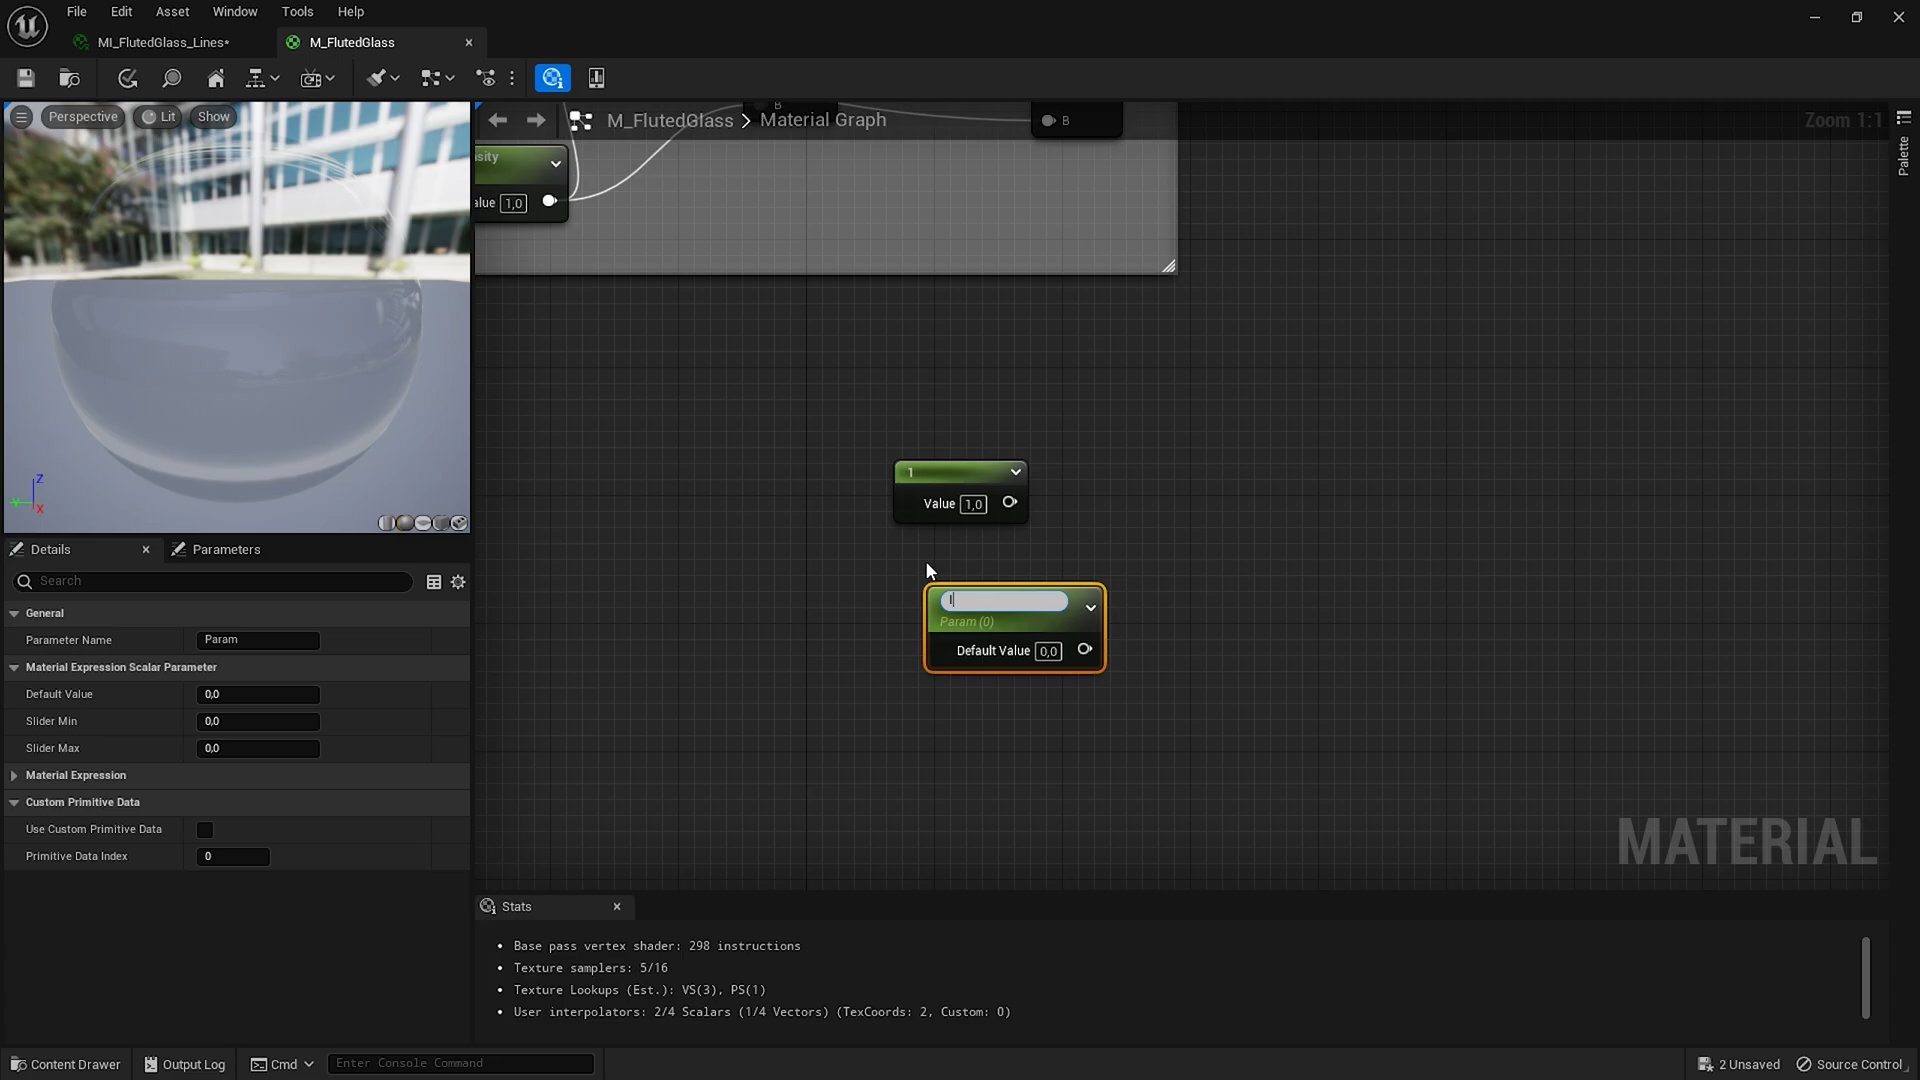 File Edit Asset Window Tools Help
MI_FlutedGlass_Lines*
M_FlutedGlass
Perspective
Lit
Show
M_FlutedGlass > Material Graph
Zoom 1:1
Palette
B
B
sity
alue 1,0
1
Value 1,0
I
Param (0)
Default Value 0,0
MATERIAL
Z
X
Details
Parameters
Search
General
Parameter Name Param
Material Expression Scalar Parameter
Default Value 0,0
Slider Min 0,0
Slider Max 0,0
Material Expression
Custom Primitive Data
Use Custom Primitive Data
Primitive Data Index 0
Stats
• Base pass vertex shader: 298 instructions
• Texture samplers: 5/16
• Texture Lookups (Est.): VS(3), PS(1)
• User interpolators: 2/4 Scalars (1/4 Vectors) (TexCoords: 2, Custom: 0)
Content Drawer
Output Log
Cmd
Enter Console Command
2 Unsaved
Source Control